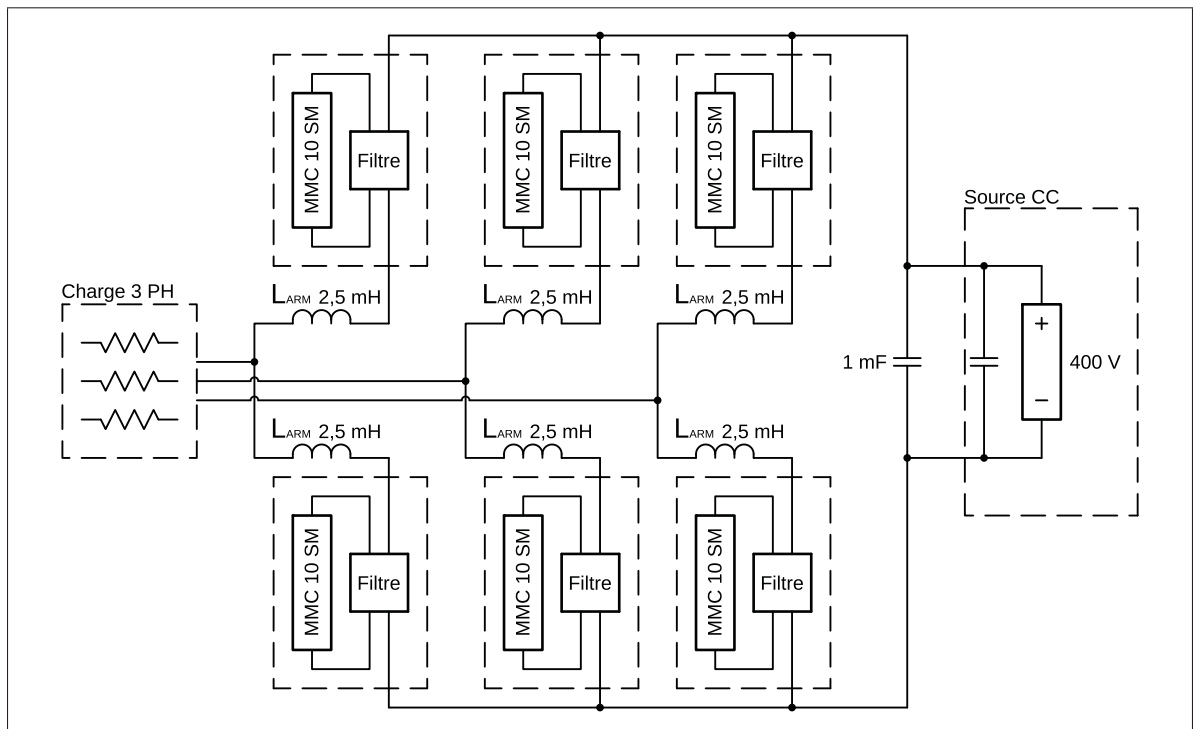 MMC 10 SM
Filtre
MMC 10 SM
Filtre
MMC 10 SM
Filtre
Source CC
Charge 3 PH
LARM 2,5 mH
LARM 2,5 mH
LARM 2,5 mH
1 mF
+
−
400 V
LARM 2,5 mH
LARM 2,5 mH
LARM 2,5 mH
MMC 10 SM
Filtre
MMC 10 SM
Filtre
MMC 10 SM
Filtre